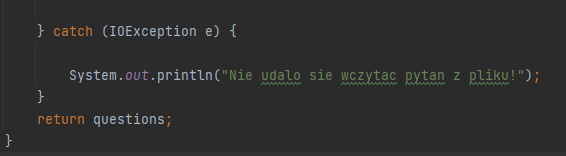 } catch (IOException e) {
System.out.println("Nie udalo sie wczytac pytan z pliku!");
}
return questions;
}